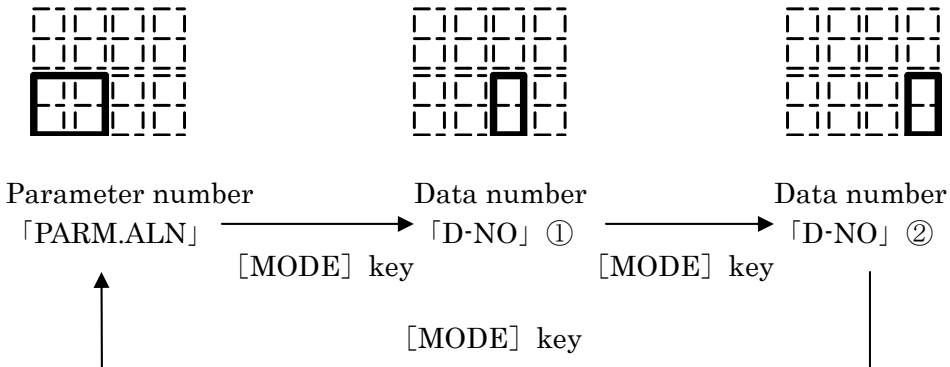 Parameter number
「PARM.ALN」
Data number
「D-NO」①
Data number
「D-NO」②
［MODE］key
［MODE］key
［MODE］key